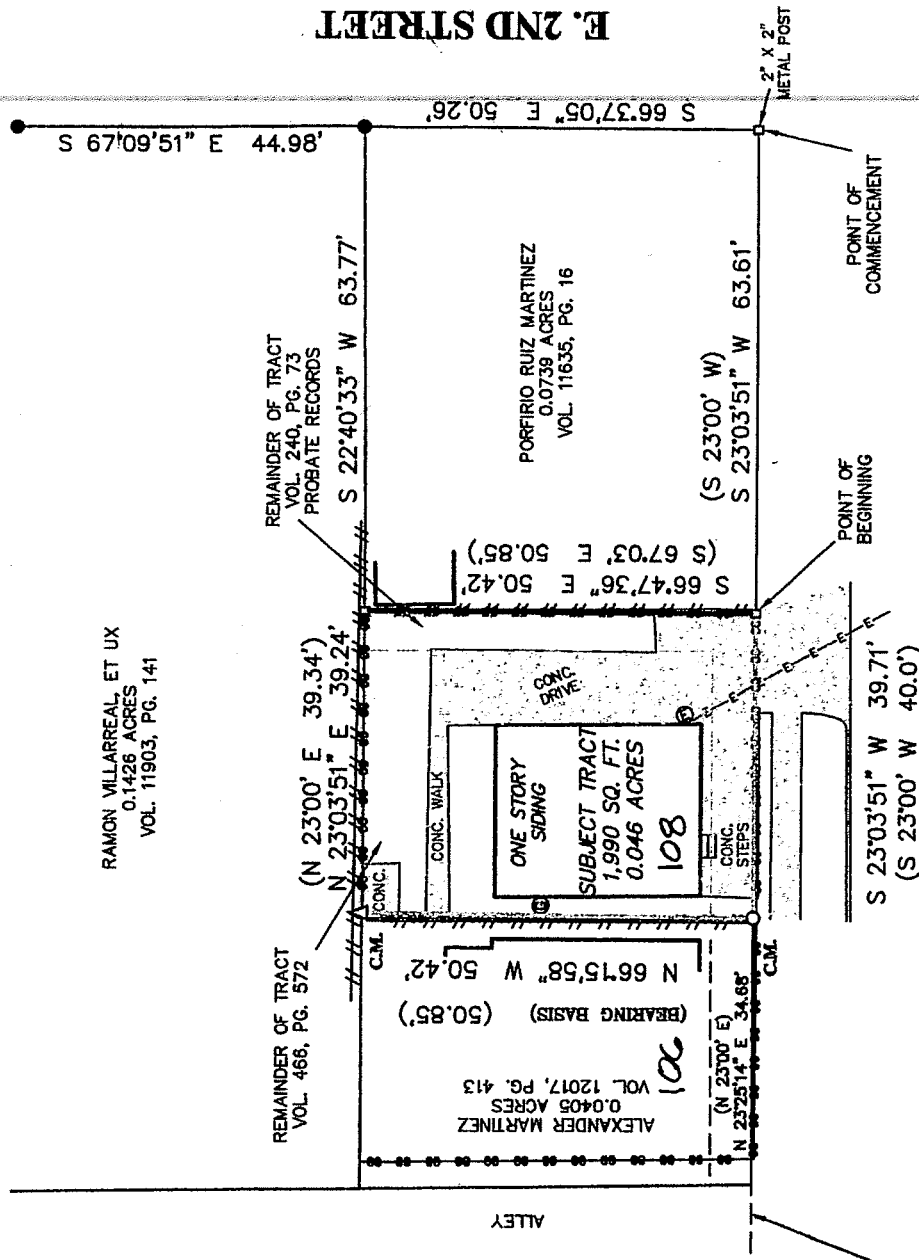 E. 2ND STREET
S 67°09'51" E 44.98'
S 66°37'05" E 50.26'
2" X 2"
METAL POST
POINT OF
COMMENCEMENT
RAMON VILLARREAL, ET UX
0.1426 ACRES
VOL. 11903, PG. 141
REMAINDER OF TRACT
VOL. 240, PG. 73
PROBATE RECORDS
S 22°40'33" W 63.77'
PORFIRIO RUIZ MARTINEZ
0.0739 ACRES
VOL. 11635, PG. 16
(S 23°00' W)
S 23°03'51" W 63.61'
POINT OF
BEGINNING
S 66°47'36" E 50.42'
(S 67°03' E 50.85')
(N 23°00' E 39.34')
N 23°03'51" E 39.24'
REMAINDER OF TRACT
VOL. 466, PG. 572
CONC.
CONC. WALK
CONC.
DRIVE
ONE STORY
SIDING
SUBJECT TRACT
1,990 SQ. FT.
0.046 ACRES
108
CONC.
STEPS
E
E
E
E
E
E
G
C.M.
C.M.
N 66°15'58" W 50.42'
(BEARING BASIS) (50.85')
106
ALEXANDER MARTINEZ
0.0405 ACRES
VOL. 12017, PG. 413
(N 23°00' E)
N 23°25'14" E 34.68'
S 23°03'51" W 39.71'
(S 23°00' W 40.0')
ALLEY